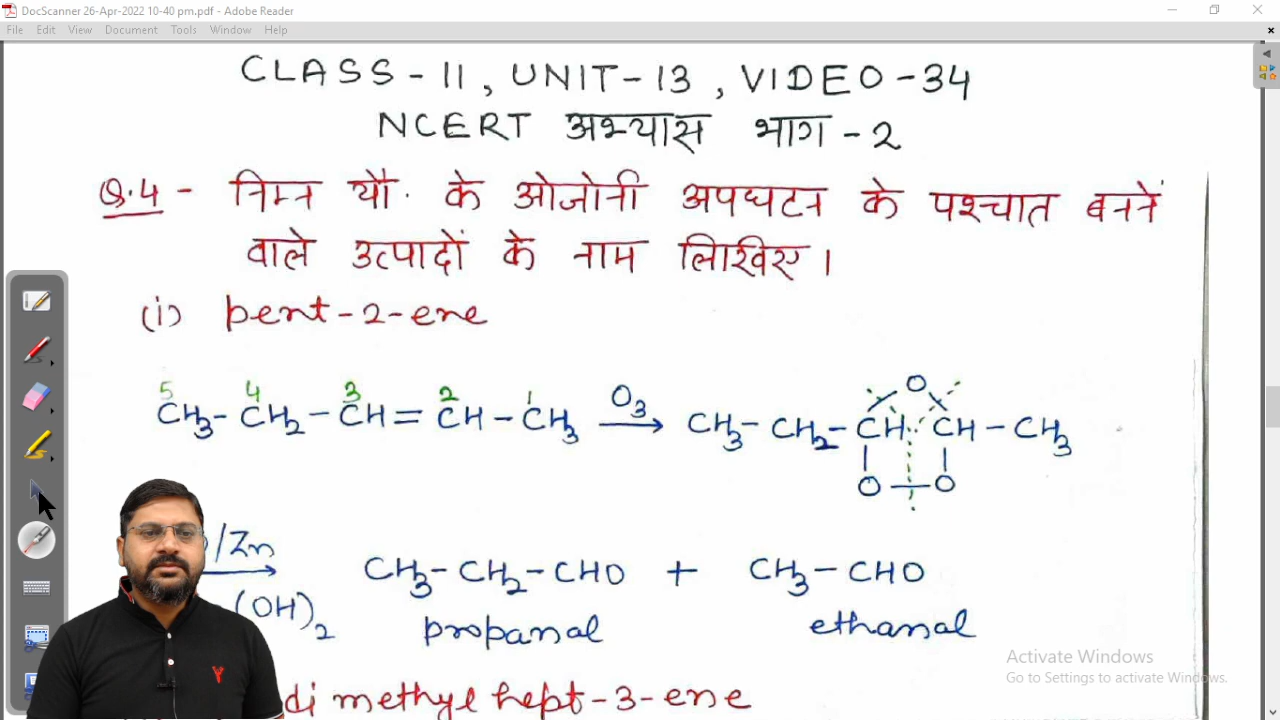 DocScanner 26-Apr-2022 10-40 pm.pdf - Adobe Reader
File Edit View Document Tools Window Help
CLASS-11, UNIT-13, VIDEO-34
NCERT अभ्यास भाग-2
Q.4 - निम्न यौ. के ओजोनी अपघटन के पश्चात बननें
वाले उत्पादों के नाम लिखिए।
(i) pent-2-ene
5 4 3 2 1
CH₃-CH₂-CH=CH-CH₃ O₃→ CH₃-CH₂-CH CH-CH₃
O
O-O
/Zn
CH₃-CH₂-CHO + CH₃-CHO
(OH)₂
propanal ethanal
Activate Windows
Go to Settings to activate Windows.
di methyl hept-3-ene